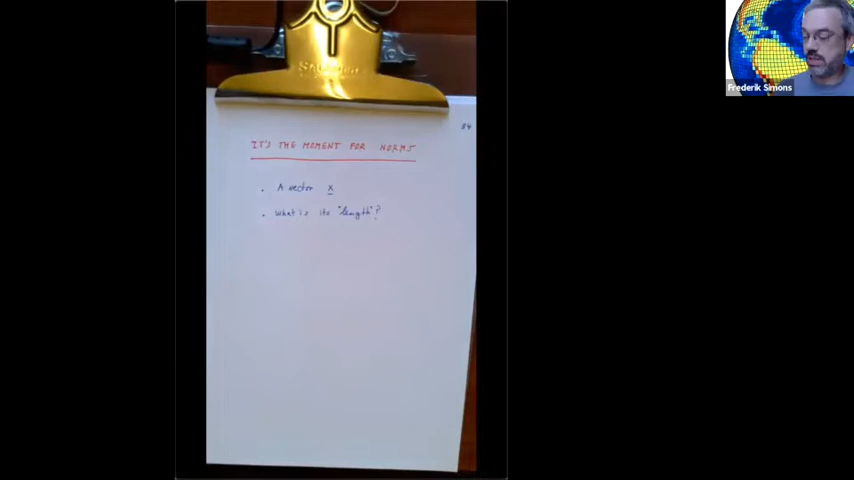 84
IT'S THE MOMENT FOR NORMS
. A vector x
. What is its "length"?
Frederik Simons